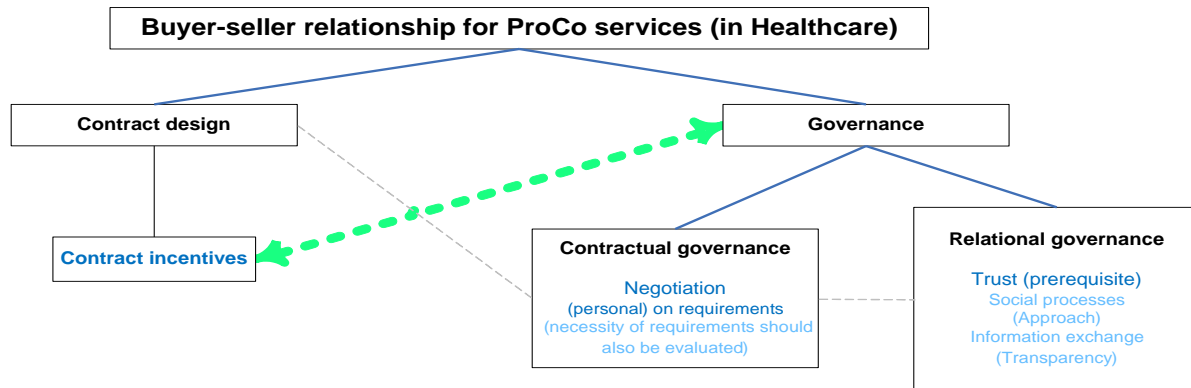 Buyer-seller relationship for ProCo services (in Healthcare)
Contract design
Governance
Contract incentives
Contractual governance
Negotiation
(personal) on requirements
(necessity of requirements should
also be evaluated)
Relational governance
Trust (prerequisite)
Social processes
(Approach)
Information exchange
(Transparency)